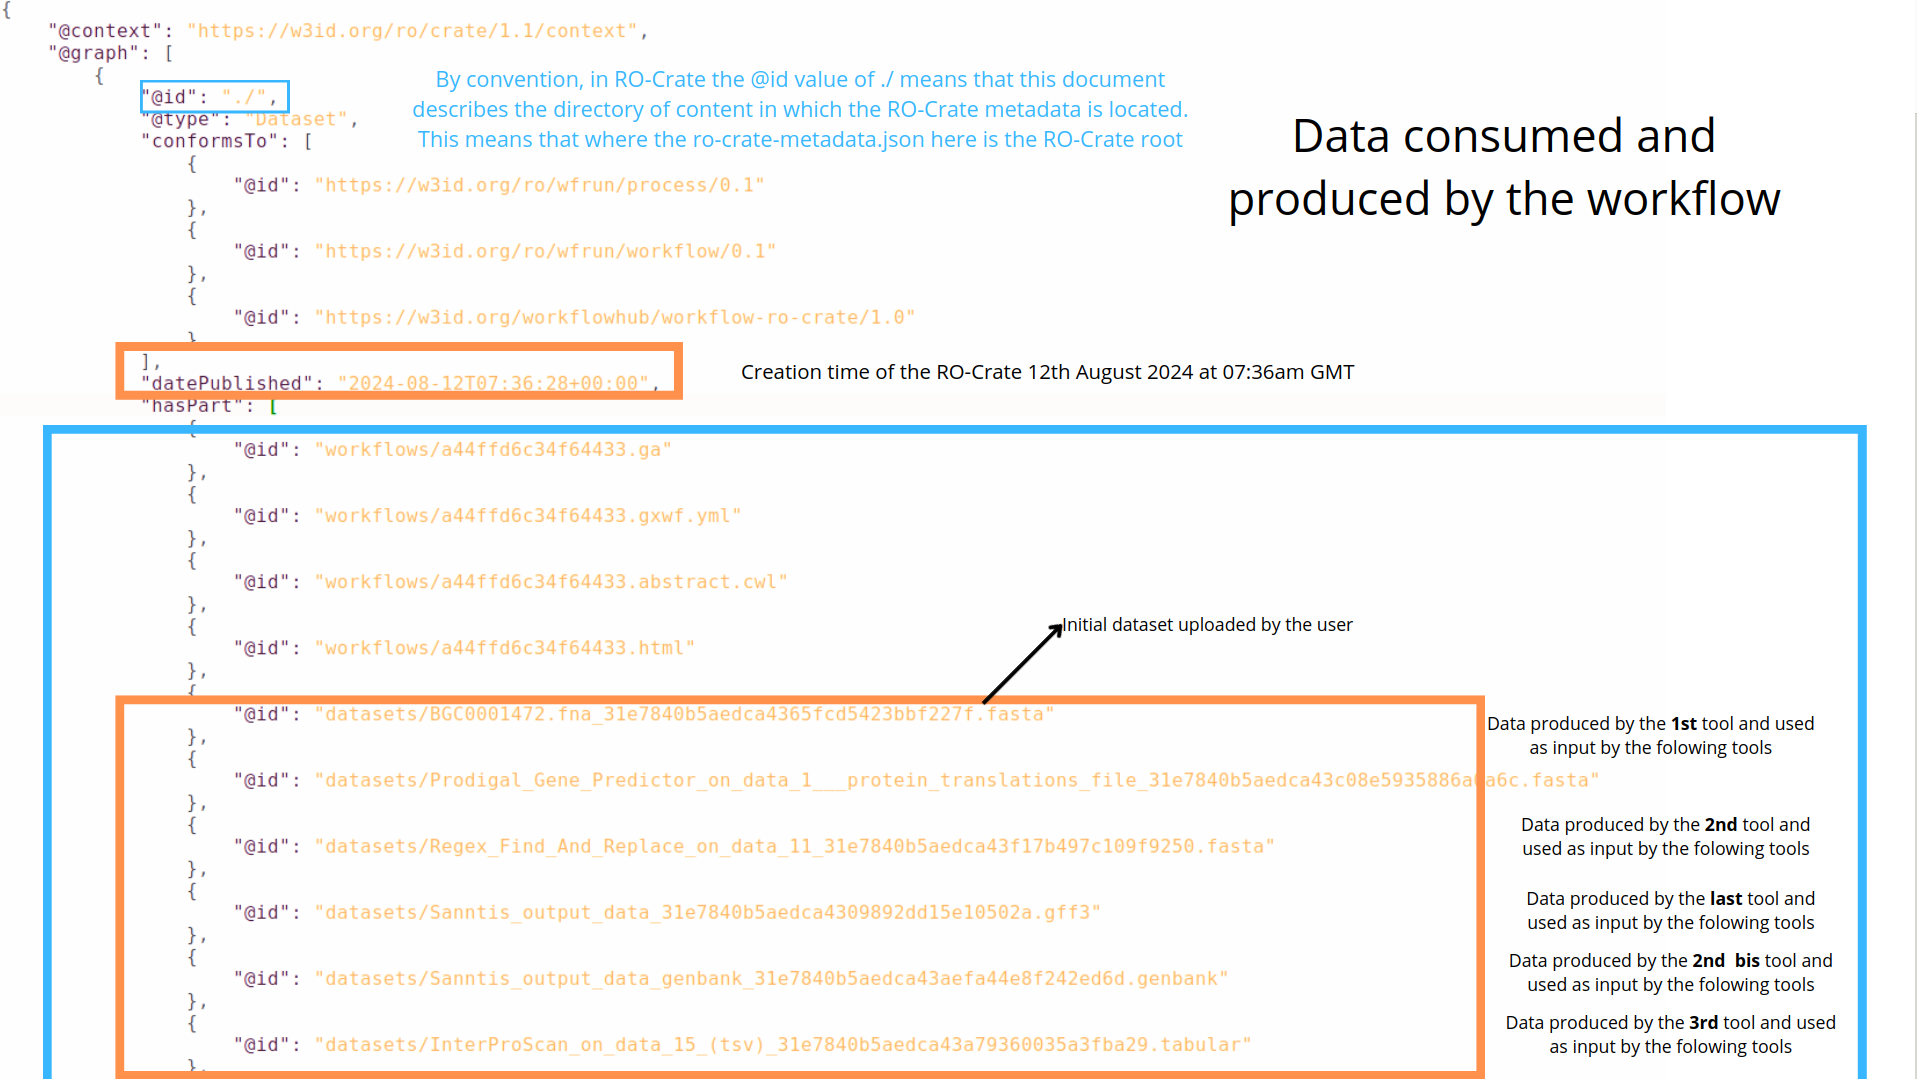 {
"@context": "https://w3id.org/ro/crate/1.1/context",
"@graph": [
{
"@id": "./",
"@type": "Dataset",
"conformsTo": [
{
"@id": "https://w3id.org/ro/wfrun/process/0.1"
},
{
"@id": "https://w3id.org/ro/wfrun/workflow/0.1"
},
{
"@id": "https://w3id.org/workflowhub/workflow-ro-crate/1.0"
}
],
"datePublished": "2024-08-12T07:36:28+00:00",
"hasPart": [
{
"@id": "workflows/a44ffd6c34f64433.ga"
},
{
"@id": "workflows/a44ffd6c34f64433.gxwf.yml"
},
{
"@id": "workflows/a44ffd6c34f64433.abstract.cwl"
},
{
"@id": "workflows/a44ffd6c34f64433.html"
},
{
"@id": "datasets/BGC0001472.fna_31e7840b5aedca4365fcd5423bbf227f.fasta"
},
{
"@id": "datasets/Prodigal_Gene_Predictor_on_data_1___protein_translations_file_31e7840b5aedca43c08e5935886a0a6c.fasta"
},
{
"@id": "datasets/Regex_Find_And_Replace_on_data_11_31e7840b5aedca43f17b497c109f9250.fasta"
},
{
"@id": "datasets/Sanntis_output_data_31e7840b5aedca4309892dd15e10502a.gff3"
},
{
"@id": "datasets/Sanntis_output_data_genbank_31e7840b5aedca43aefa44e8f242ed6d.genbank"
},
{
"@id": "datasets/InterProScan_on_data_15_(tsv)_31e7840b5aedca43a79360035a3fba29.tabular"
},
By convention, in RO-Crate the @id value of ./ means that this document
describes the directory of content in which the RO-Crate metadata is located.
This means that where the ro-crate-metadata.json here is the RO-Crate root
Data consumed and
produced by the workflow
Creation time of the RO-Crate 12th August 2024 at 07:36am GMT
Initial dataset uploaded by the user
Data produced by the 1st tool and used
as input by the folowing tools
Data produced by the 2nd tool and
used as input by the folowing tools
Data produced by the last tool and
used as input by the folowing tools
Data produced by the 2nd bis tool and
used as input by the folowing tools
Data produced by the 3rd tool and used
as input by the folowing tools